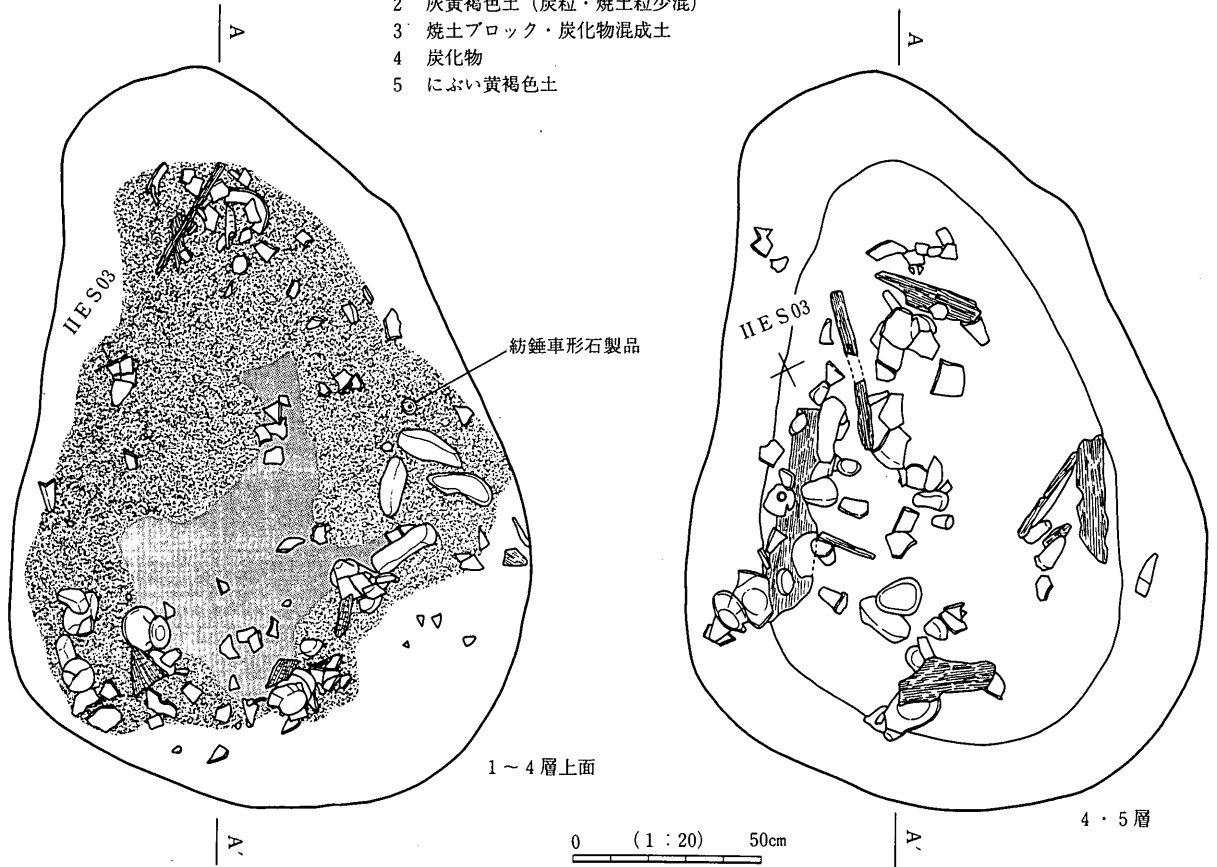 2 灰黄褐色土（炭粒・焼土粒少混）
3 焼土ブロック・炭化物混成土
4 炭化物
5 にぶい黄褐色土
A
A
ⅡES03
ⅡES03
紡錘車形石製品
1～4層上面
4・5層
0 (1:20) 50cm
A'
A'